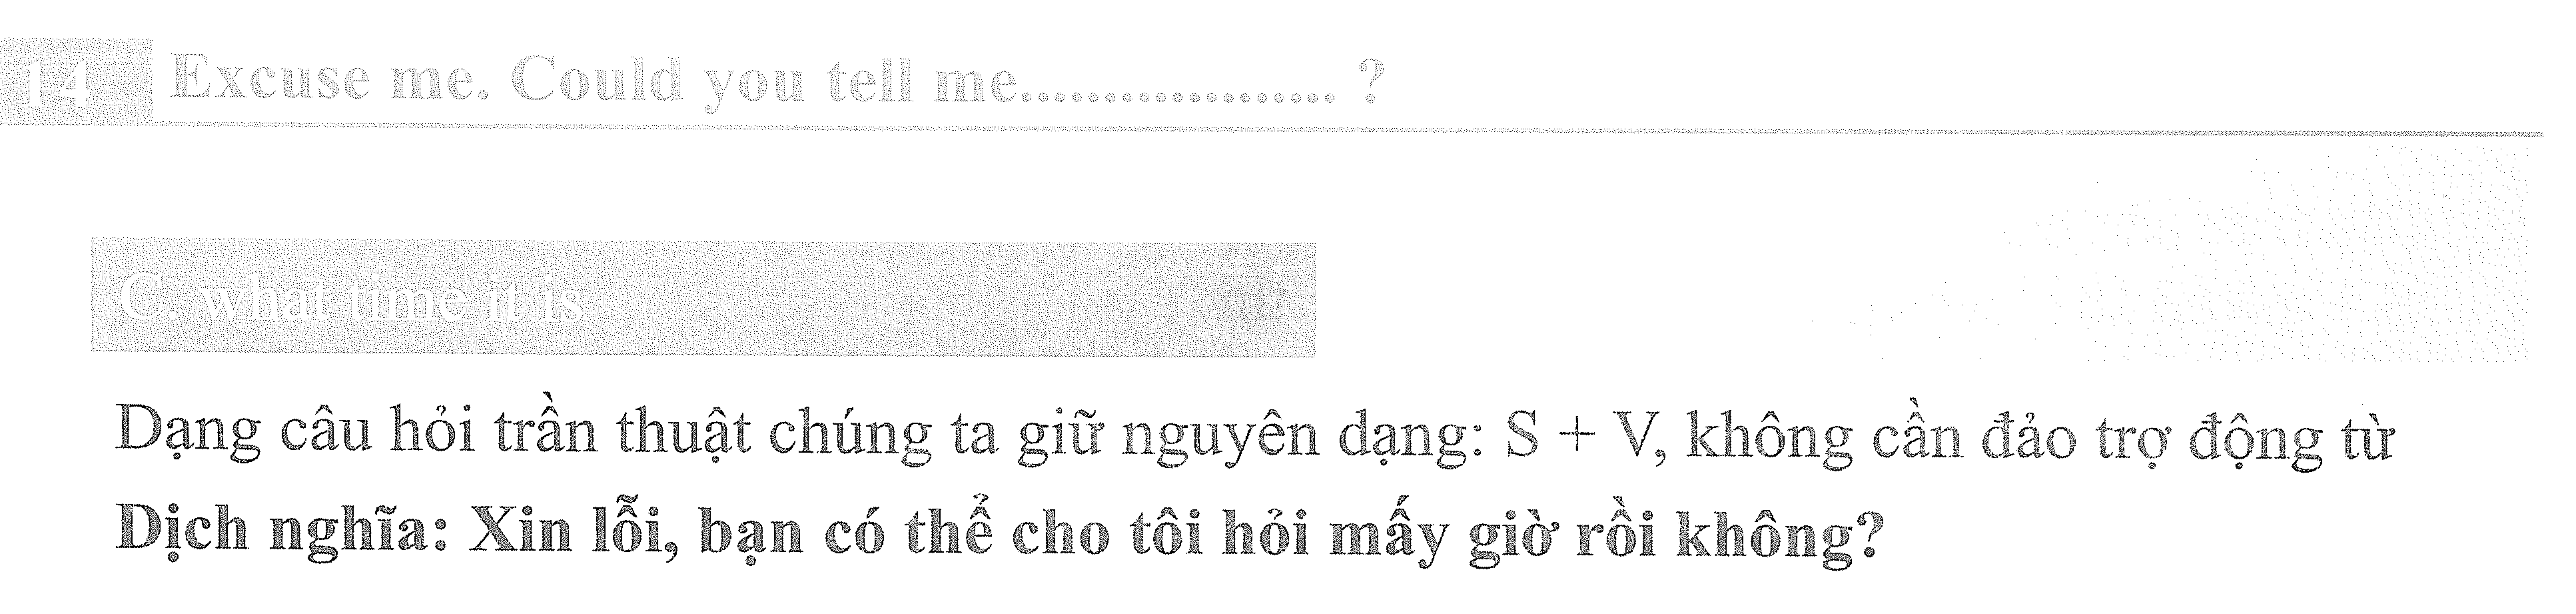 14 Excuse me. Could you tell me................... ?
C. what time it is
Dạng câu hỏi trần thuật chúng ta giữ nguyên dạng: S + V, không cần đảo trợ động từ
Dịch nghĩa: Xin lỗi, bạn có thể cho tôi hỏi mấy giờ rồi không?